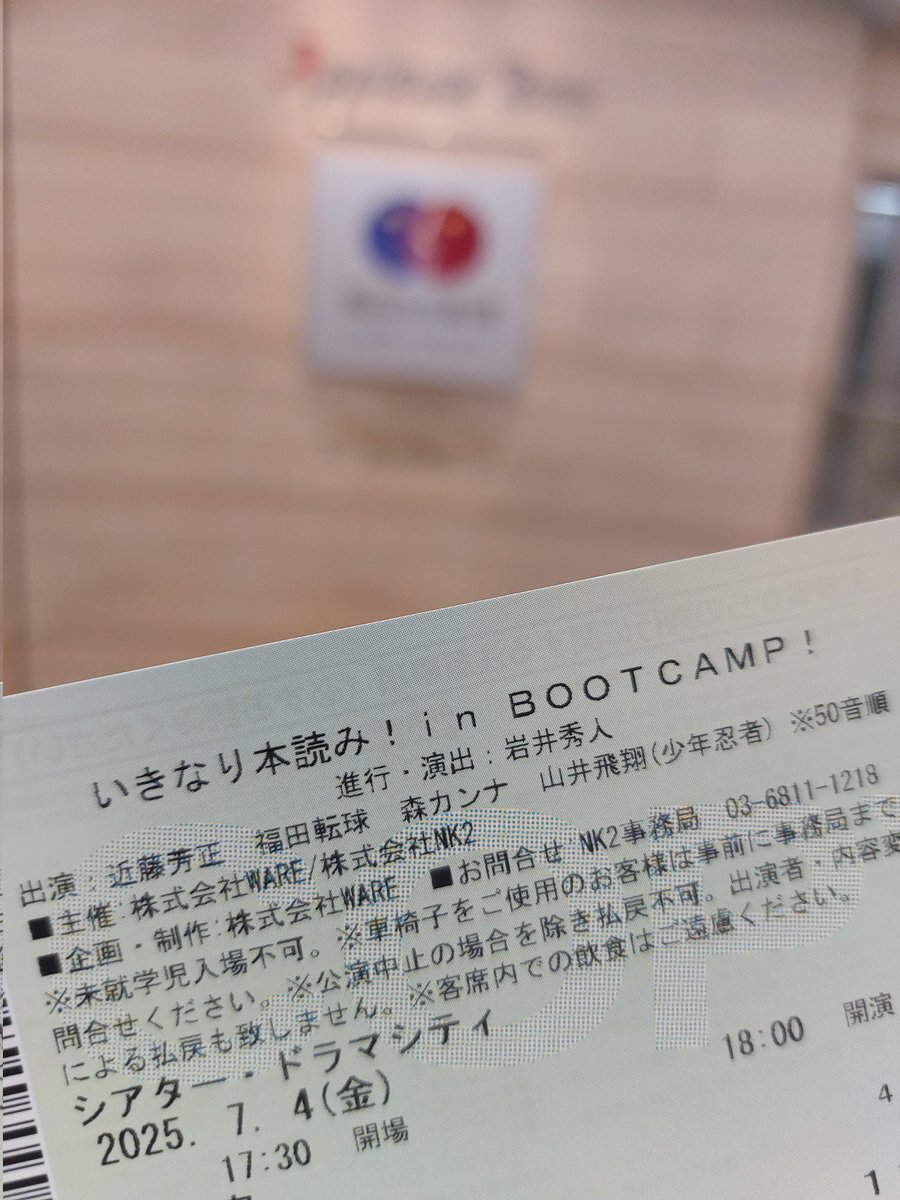 いきなり本読み!in BOOTCAMP!
進行・演出:岩井秀人
出演:近藤芳正 福田転球 森カンナ 山井飛翔(少年忍者) ※50音順
■主催:株式会社WARE/株式会社NK2
■企画・制作:株式会社WARE ■お問合せ NK2事務局 03-6811-1218
※未就学児入場不可。※車椅子をご使用のお客様は事前に事務局まで
問合せください。※公演中止の場合を除き払戻不可。出演者・内容変
による払戻も致しません。※客席内での飲食はご遠慮ください。
シアター・ドラマシティ
2025. 7. 4(金) 18:00 開演
17:30 開場 4
1